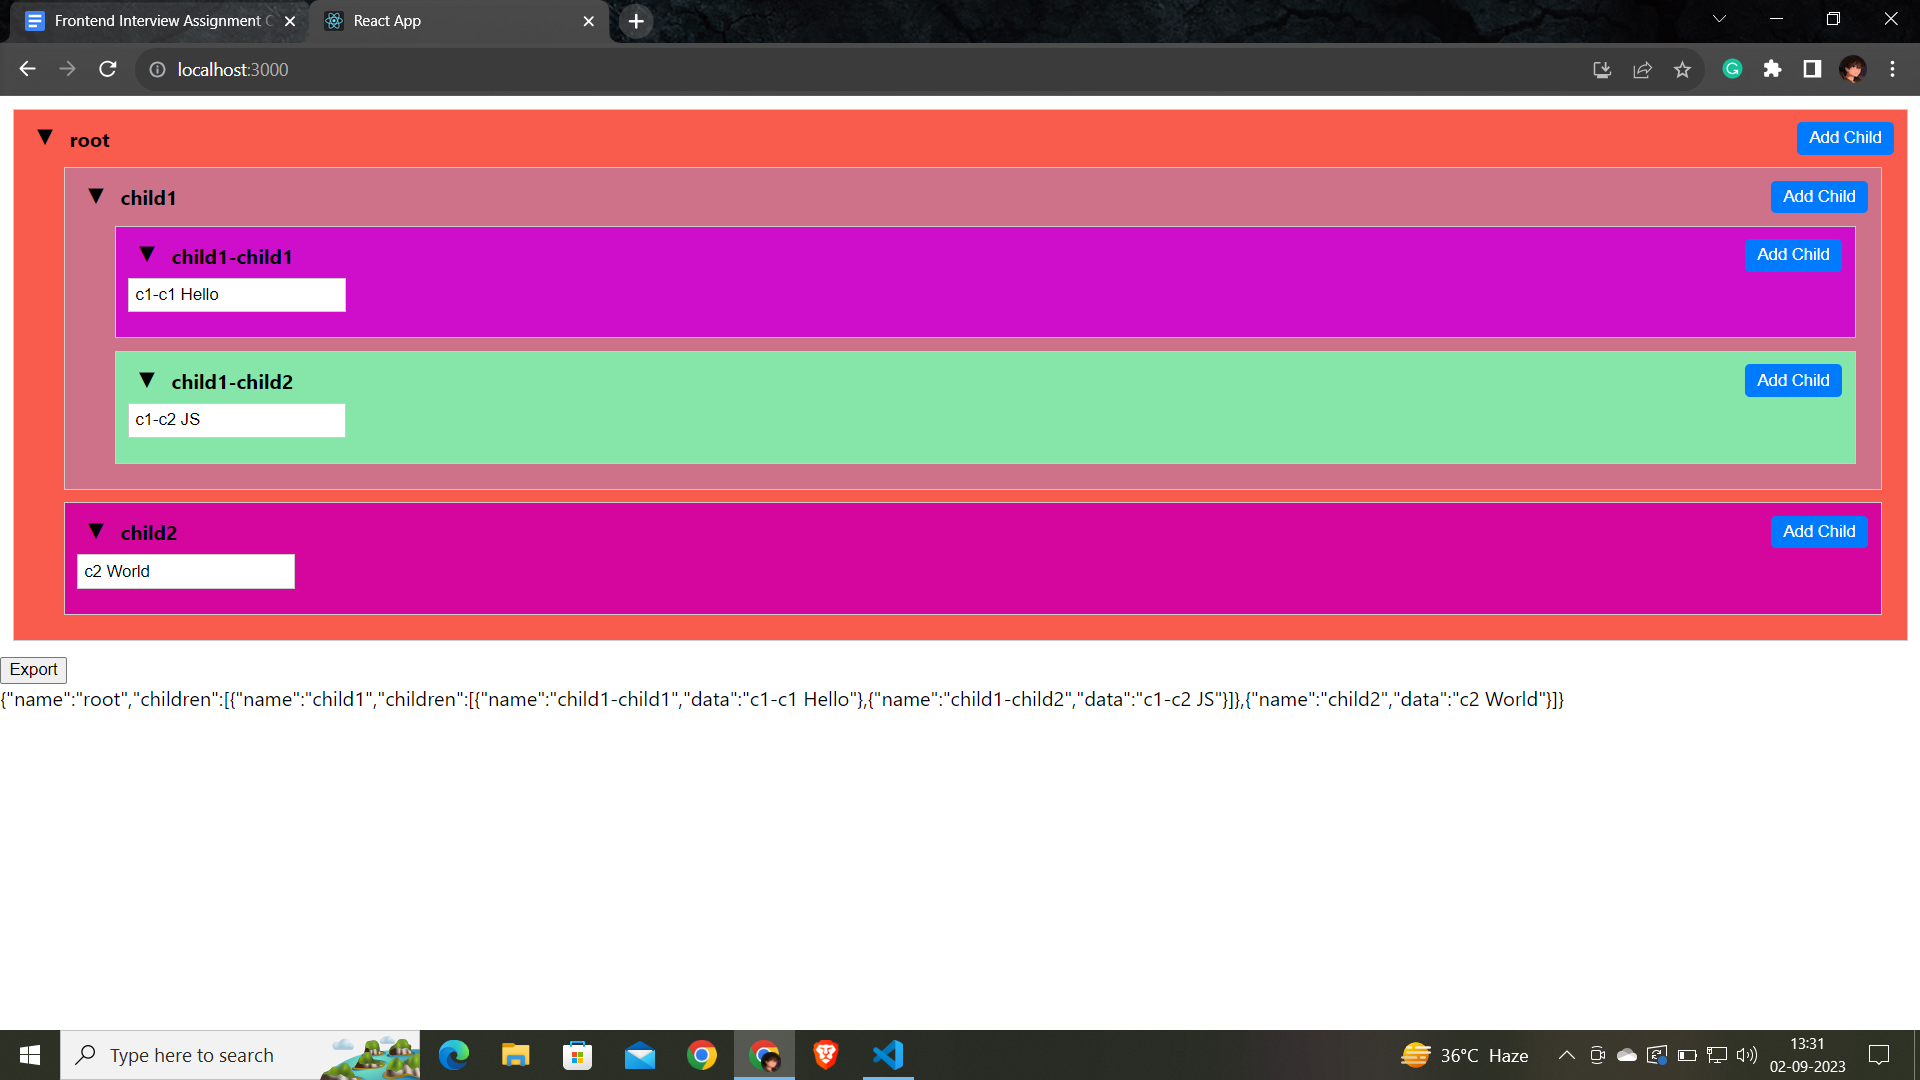 Frontend Interview Assignment
React App
localhost:3000
root
Add Child
child1
Add Child
child1-child1
Add Child
c1-c1 Hello
child1-child2
Add Child
c1-c2 JS
child2
Add Child
c2 World
Export
{"name":"root","children":[{"name":"child1","children":[{"name":"child1-child1","data":"c1-c1 Hello"},{"name":"child1-child2","data":"c1-c2 JS"}]},{"name":"child2","data":"c2 World"}]}
Type here to search
36°C Haze
13:31
02-09-2023